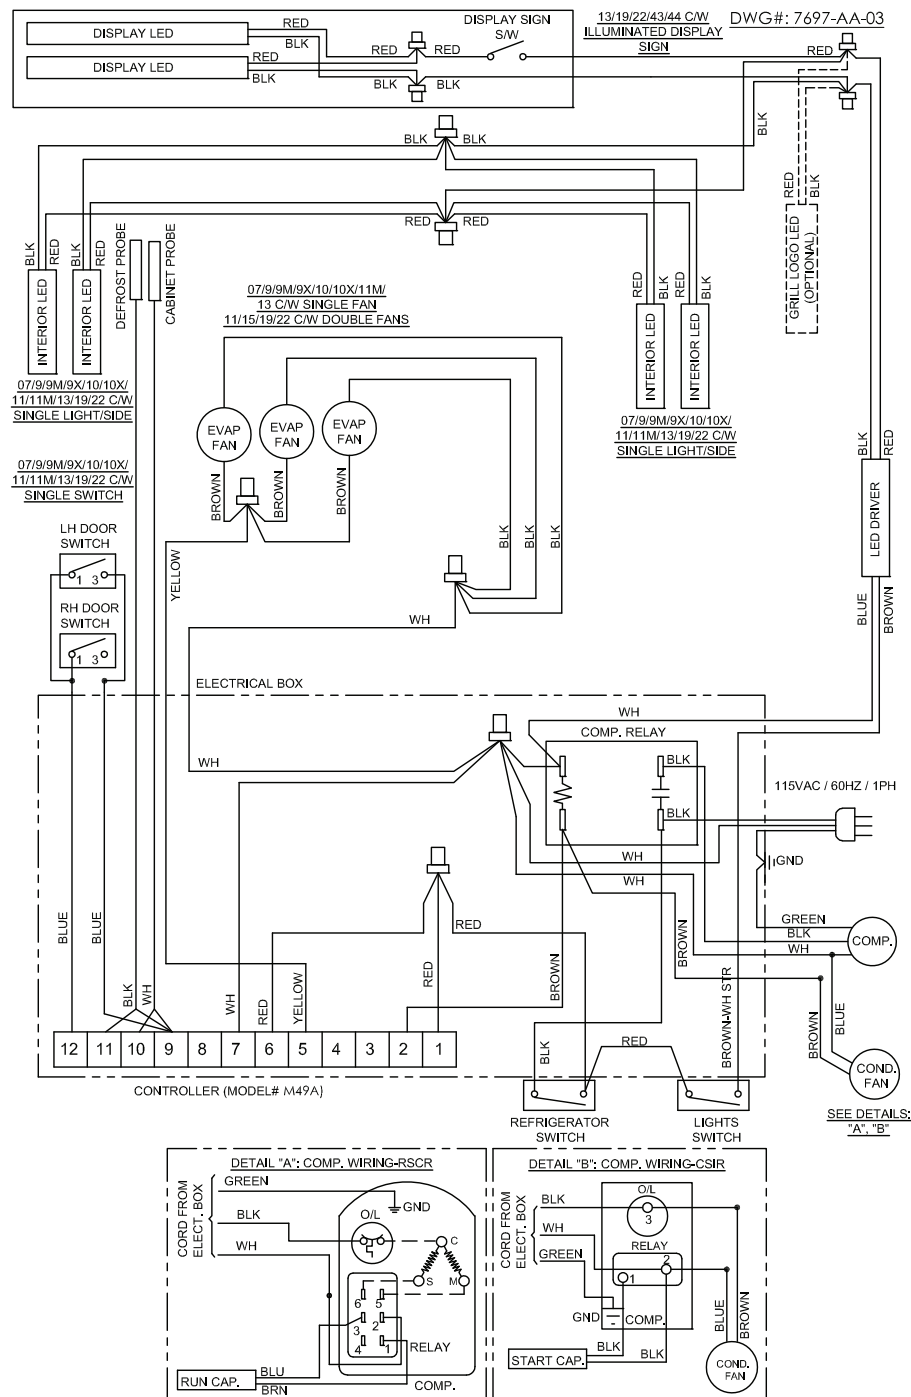 DWG#: 7697-AA-03
13/19/22/43/44 C/W
ILLUMINATED DISPLAY
SIGN
DISPLAY SIGN
S/W
DISPLAY LED
RED
BLK
DISPLAY LED
RED
BLK
RED
RED
BLK
BLK
RED
BLK
BLK
BLK
RED
RED
RED
BLK
GRILL LOGO LED
(OPTIONAL)
BLK
RED
BLK
RED
INTERIOR LED
INTERIOR LED
DEFROST PROBE
CABINET PROBE
07/9/9M/9X/10/10X/11M/
13 C/W SINGLE FAN
11/15/19/22 C/W DOUBLE FANS
RED
BLK
RED
BLK
INTERIOR LED
INTERIOR LED
07/9/9M/9X/10/10X/
11/11M/13/19/22 C/W
SINGLE LIGHT/SIDE
07/9/9M/9X/10/10X/
11/11M/13/19/22 C/W
SINGLE LIGHT/SIDE
EVAP
FAN
EVAP
FAN
EVAP
FAN
BROWN
BROWN
BROWN
07/9/9M/9X/10/10X/
11/11M/13/19/22 C/W
SINGLE SWITCH
LH DOOR
SWITCH
1 3
RH DOOR
SWITCH
1 3
YELLOW
BLK
BLK
BLK
BLK
RED
LED DRIVER
BLUE
BROWN
WH
ELECTRICAL BOX
WH
COMP. RELAY
WH
BLK
BLK
115VAC / 60HZ / 1PH
WH
WH
GND
RED
GREEN
BLK
WH
COMP.
BLUE
BLUE
BLK
WH
WH
RED
YELLOW
RED
BROWN
BROWN
BROWN-WH STR
BROWN
BLUE
12 11 10 9 8 7 6 5 4 3 2 1
BLK
RED
COND.
FAN
CONTROLLER (MODEL# M49A)
REFRIGERATOR
SWITCH
LIGHTS
SWITCH
SEE DETAILS:
"A", "B"
DETAIL "A": COMP. WIRING-RSCR
CORD FROM
ELECT. BOX
GREEN
BLK
WH
GND
O/L
C
S
M
6 5
3 2
4 1
RELAY
COMP.
RUN CAP.
BLU
BRN
DETAIL "B": COMP. WIRING-CSIR
CORD FROM
ELECT. BOX
BLK
WH
GREEN
O/L
3
RELAY
2
1
GND
COMP.
BLK
BLK
START CAP.
BLUE
BROWN
COND.
FAN